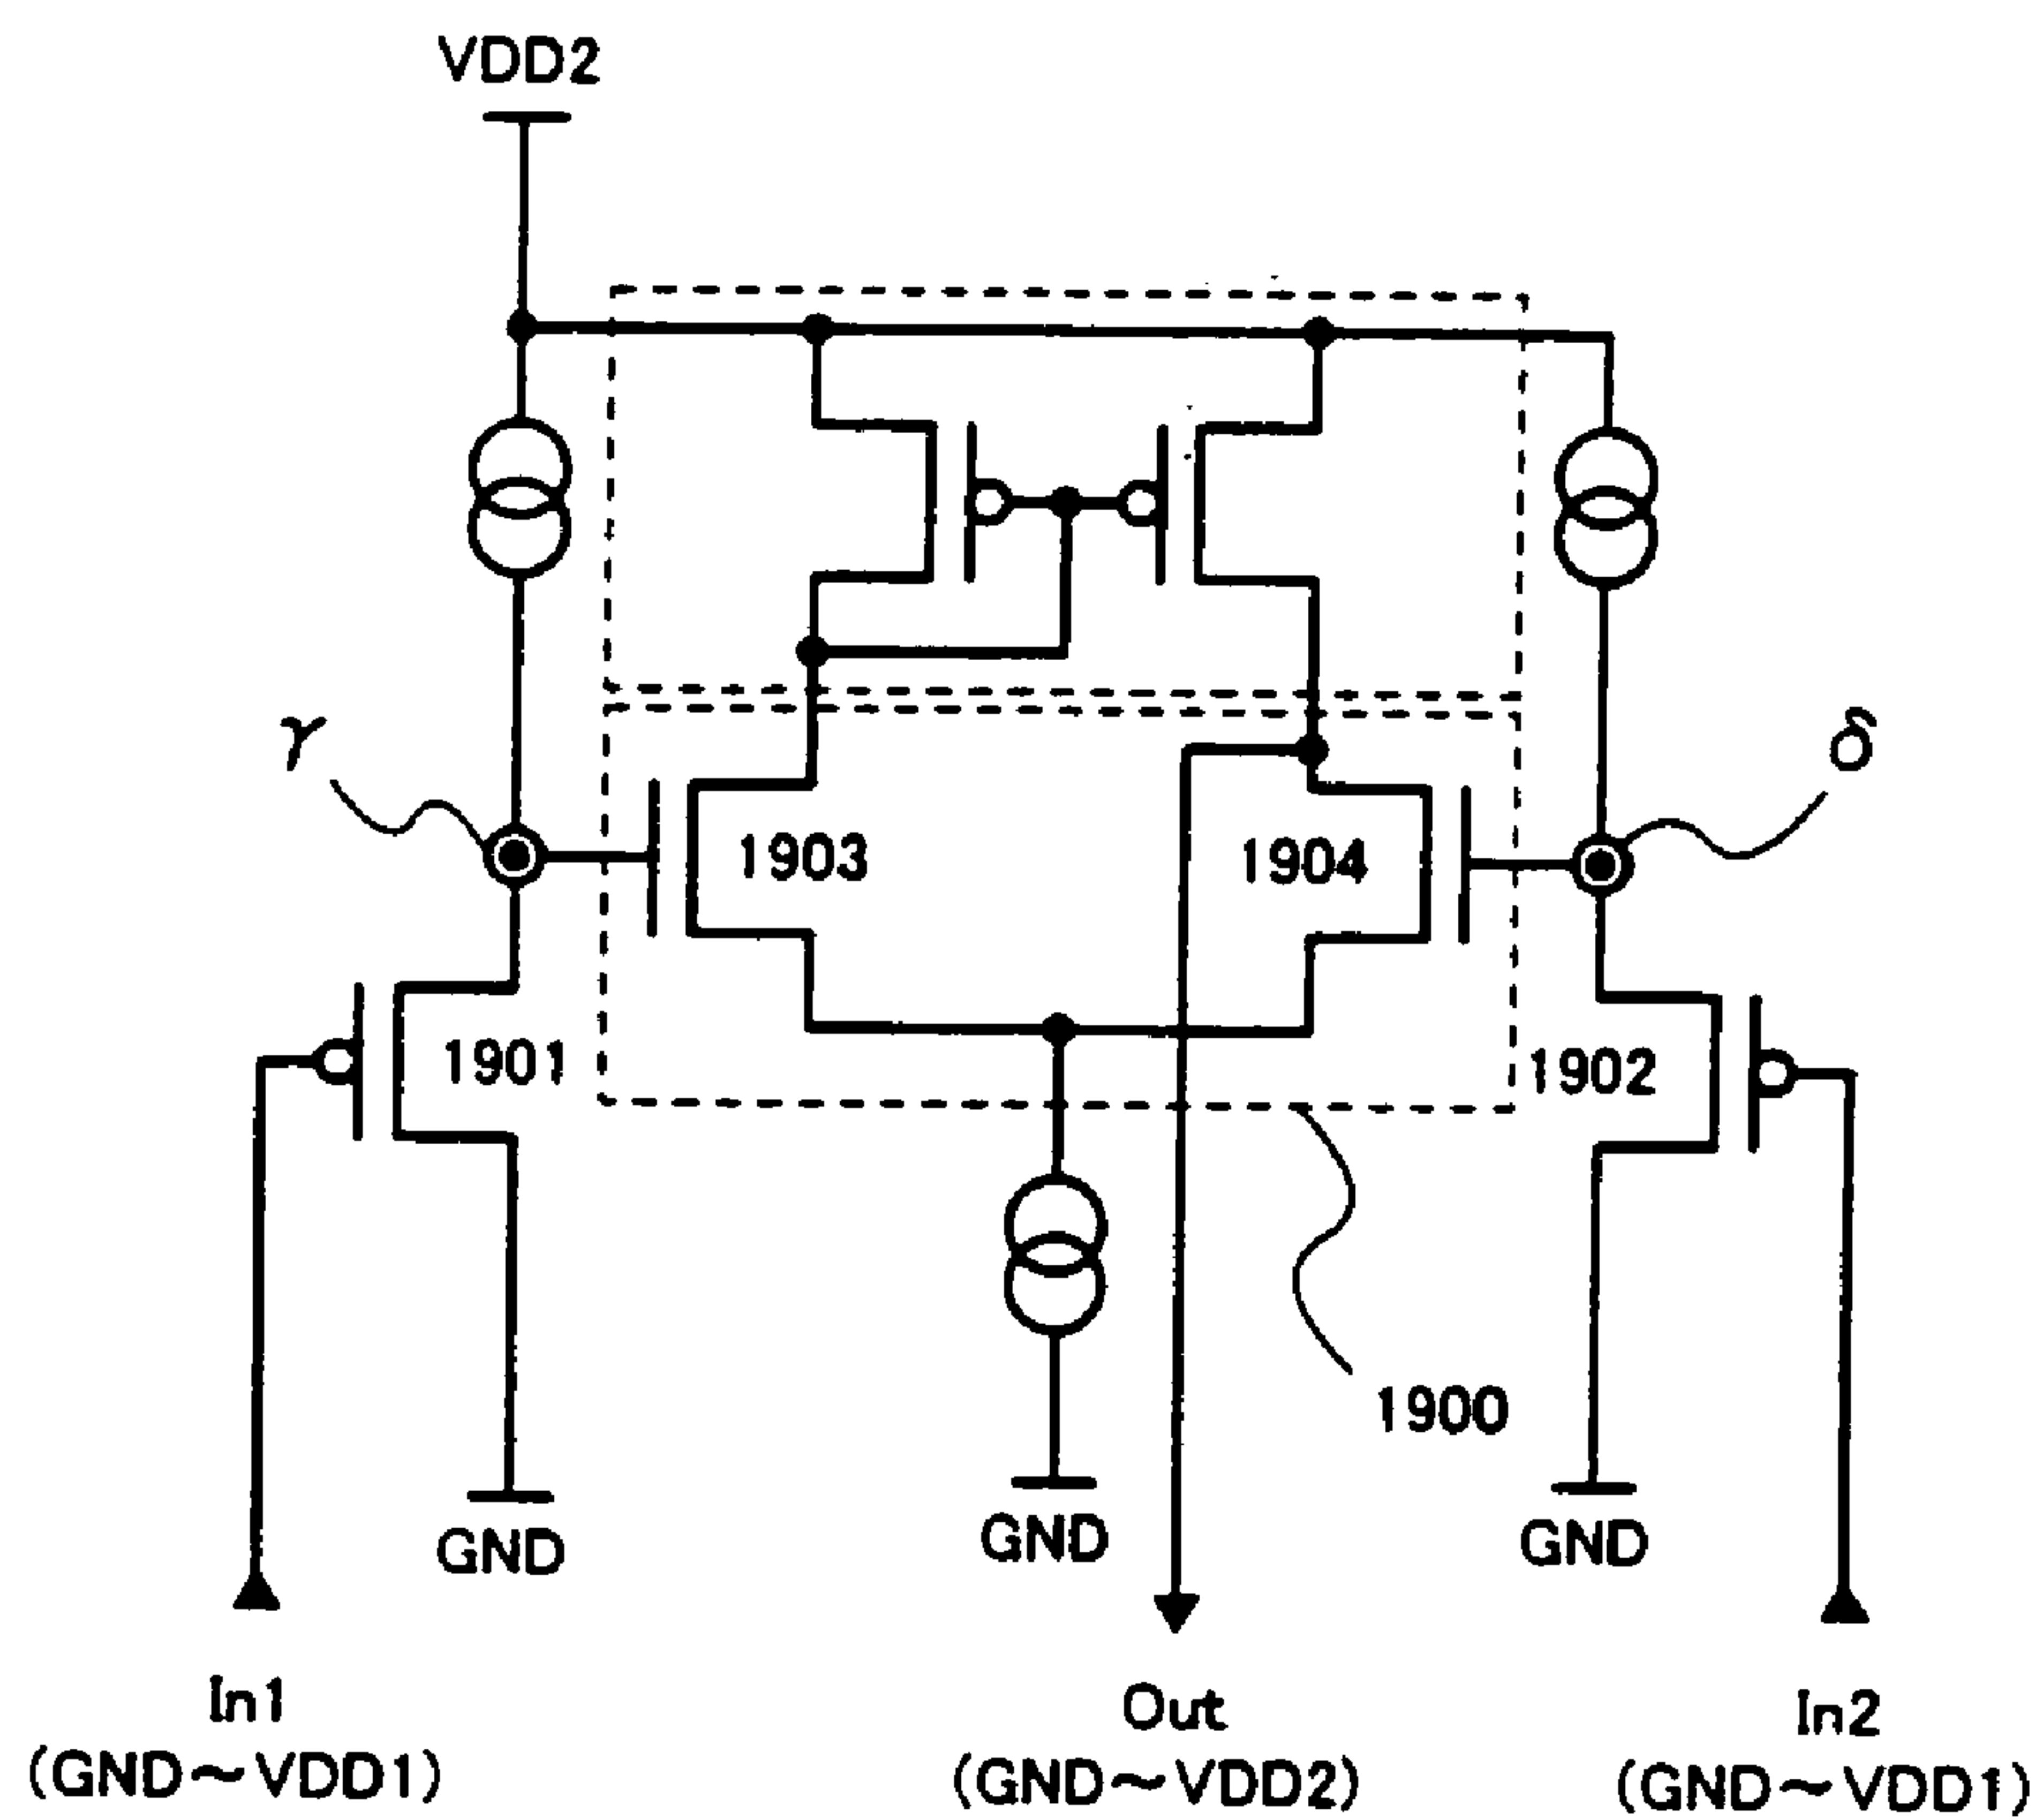 VDD2
γ
δ
1903
1904
1901
1902
1900
GND
GND
GND
In1
(GND~VDD1)
Out
(GND~VDD2)
In2
(GND~VDD1)